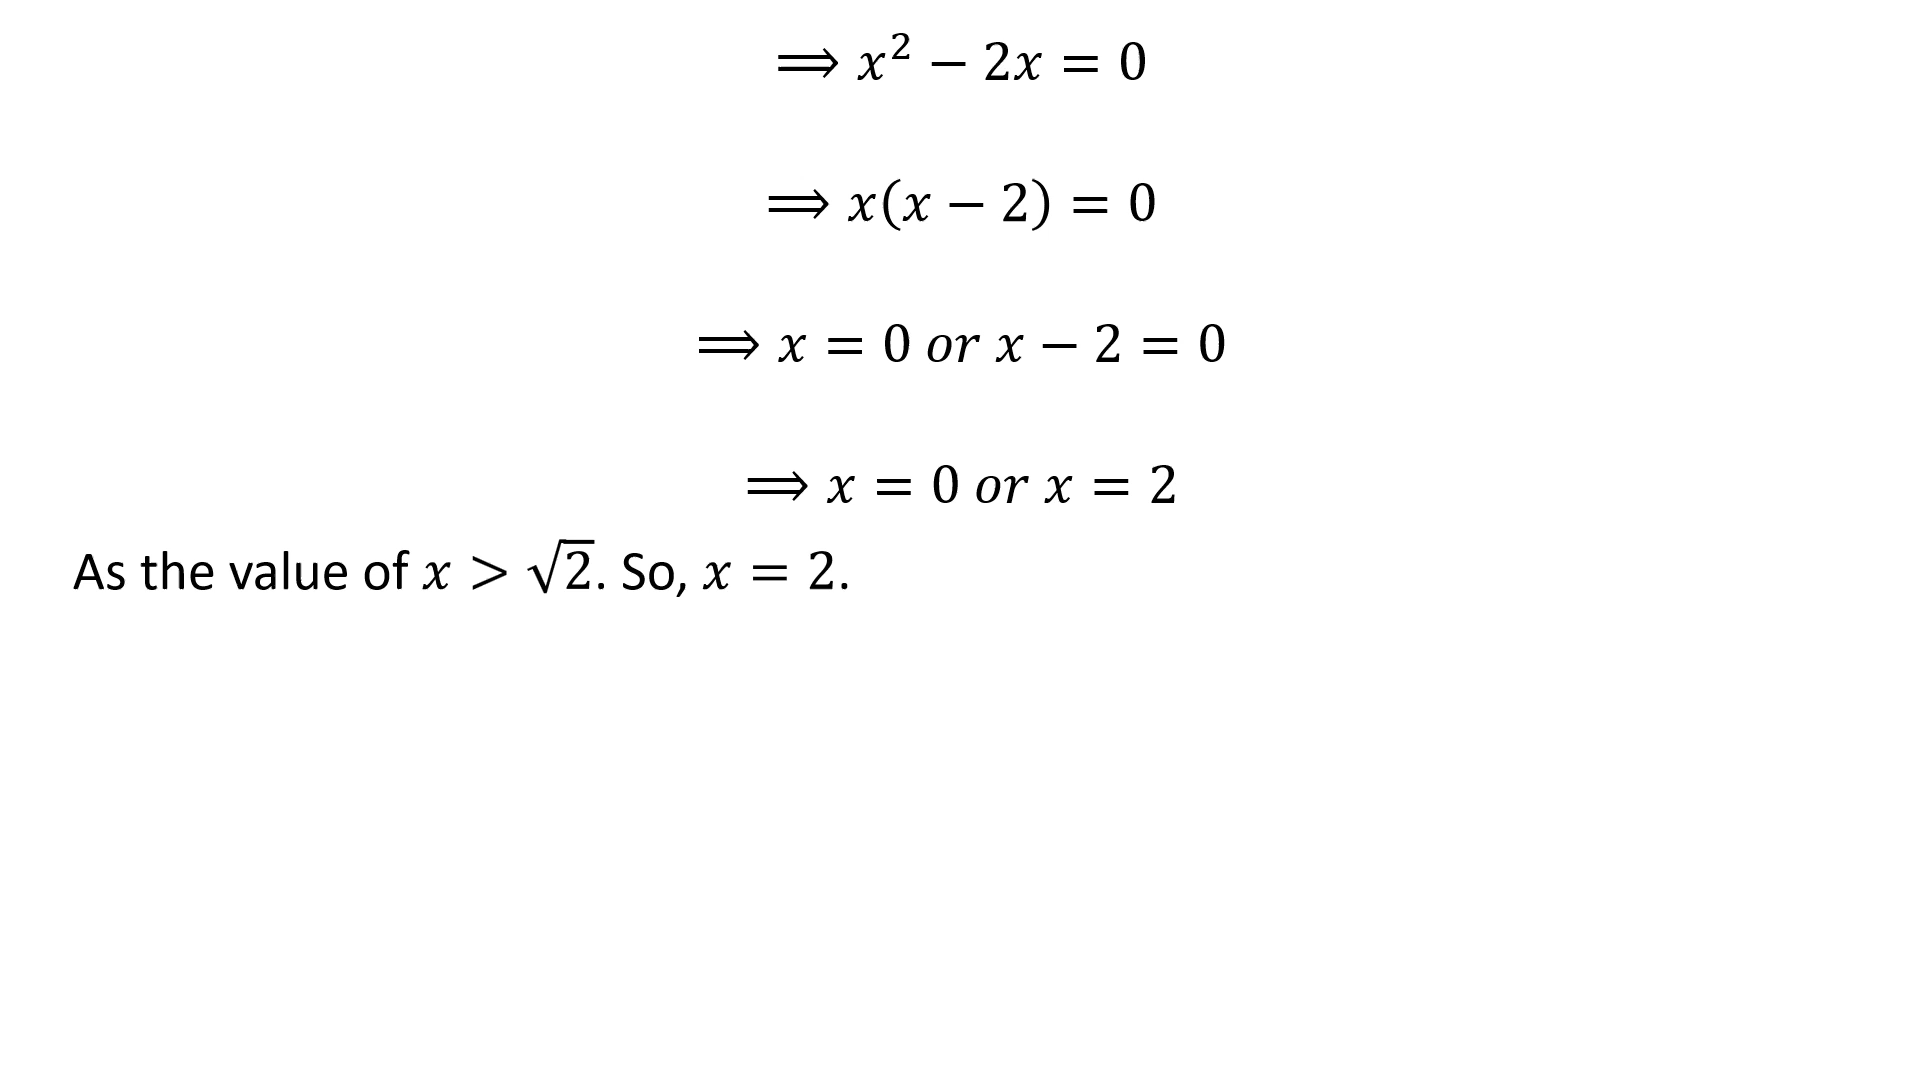 ⟹ x² − 2x = 0
⟹ x(x − 2) = 0
⟹ x = 0 or x − 2 = 0
⟹ x = 0 or x = 2
As the value of x > √2. So, x = 2.